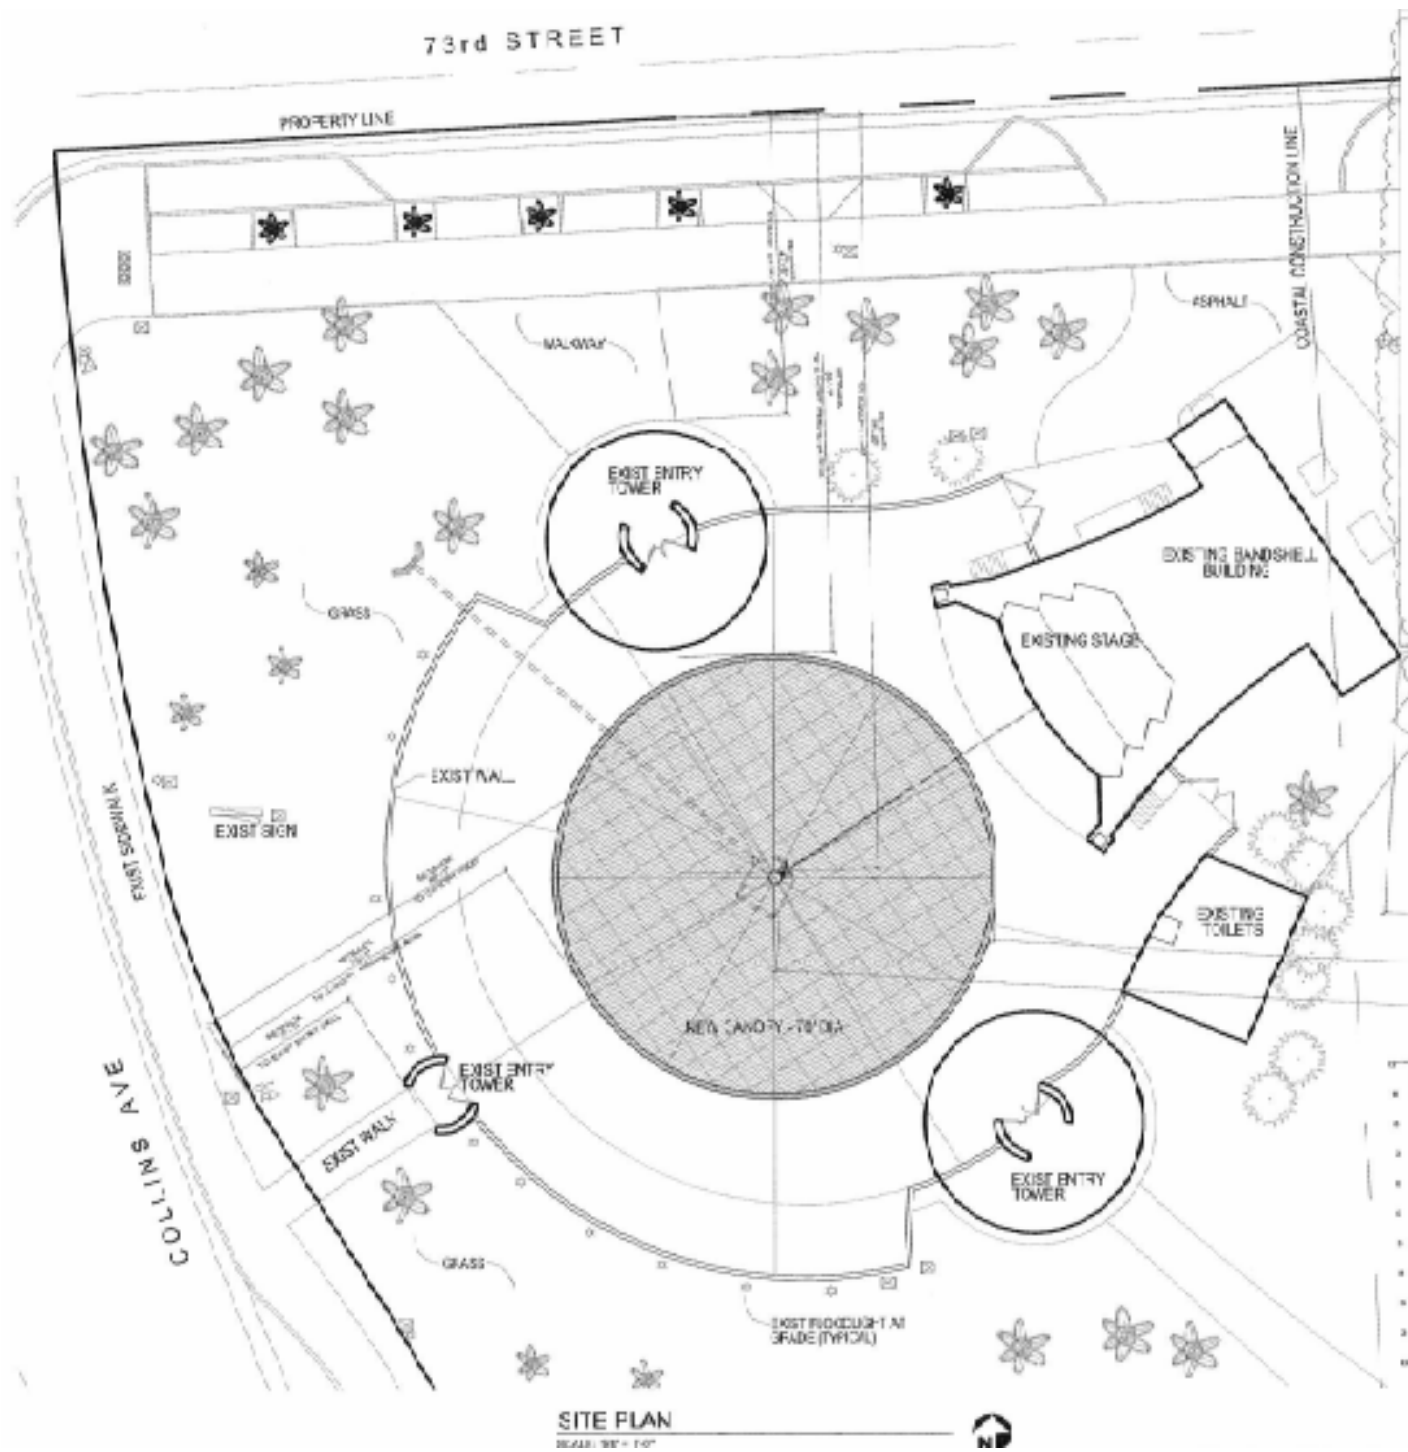 73rd STREET
PROPERTY LINE
COASTAL CONSTRUCTION LINE
ASPHALT
WALKWAY
EXIST ENTRY
TOWER
EXISTING BANDSHELL
BUILDING
GRASS
EXISTING STAGE
EXIST WALL
EXIST SIGN
EXIST SIDEWALK
EXISTING
TOILETS
NEW CANOPY - 70' DIA
EXIST ENTRY
TOWER
EXIST WALK
COLLINS AVE
EXIST ENTRY
TOWER
GRASS
EXIST FLOODLIGHT AT
GRADE (TYPICAL)
SITE PLAN
N